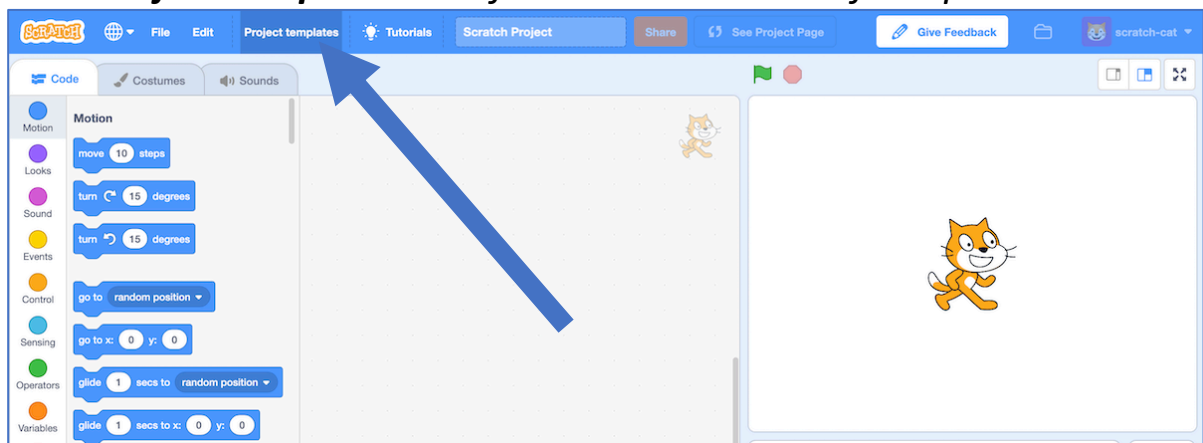 SCRATCH File Edit Project templates Tutorials Scratch Project Share See Project Page Give Feedback scratch-cat
Code Costumes Sounds
Motion
Looks
Sound
Events
Control
Sensing
Operators
Variables
Motion
move 10 steps
turn 15 degrees
turn 15 degrees
go to random position
go to x: 0 y: 0
glide 1 secs to random position
glide 1 secs to x: 0 y: 0